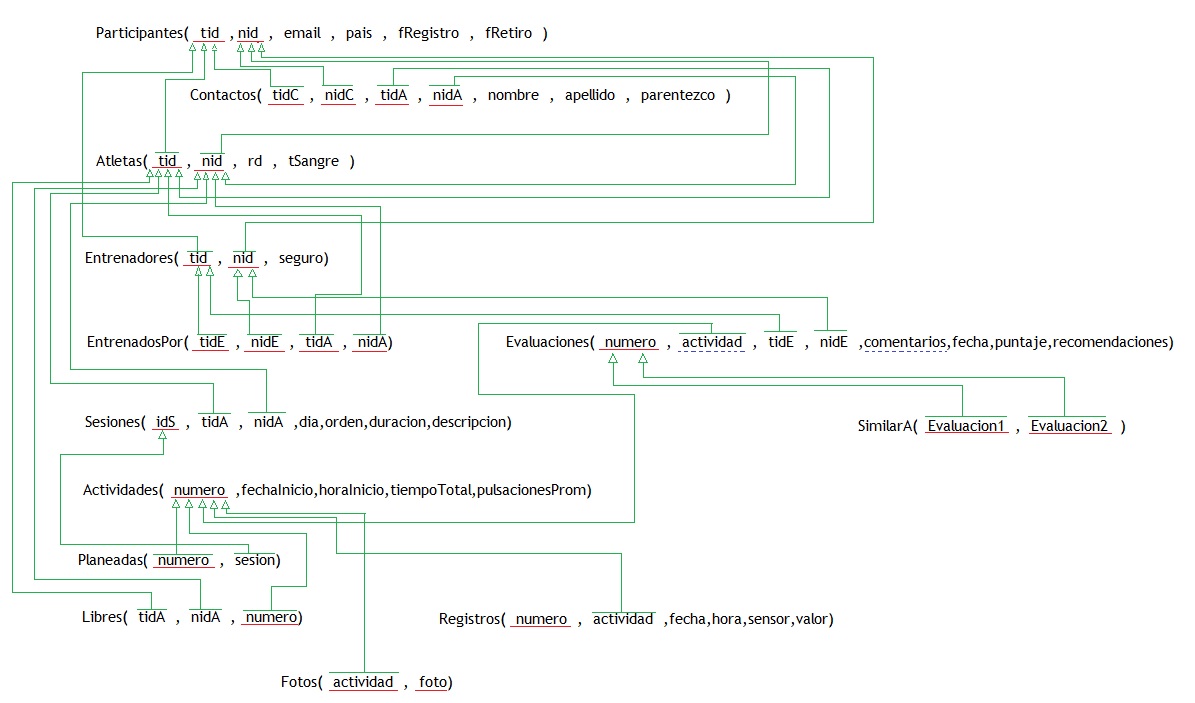 Participantes( tid ,nid , email , pais , fRegistro , fRetiro )
Contactos( tidC , nidC , tidA , nidA , nombre , apellido , parentezco )
Atletas( tid , nid , rd , tSangre )
Entrenadores( tid , nid , seguro)
EntrenadosPor( tidE , nidE , tidA , nidA)
Evaluaciones( numero , actividad , tidE , nidE ,comentarios,fecha,puntaje,recomendaciones)
Sesiones( idS , tidA , nidA ,dia,orden,duracion,descripcion)
SimilarA( Evaluacion1 , Evaluacion2 )
Actividades( numero ,fechaInicio,horaInicio,tiempoTotal,pulsacionesProm)
Planeadas( numero , sesion)
Libres( tidA , nidA , numero)
Registros( numero , actividad ,fecha,hora,sensor,valor)
Fotos( actividad , foto)